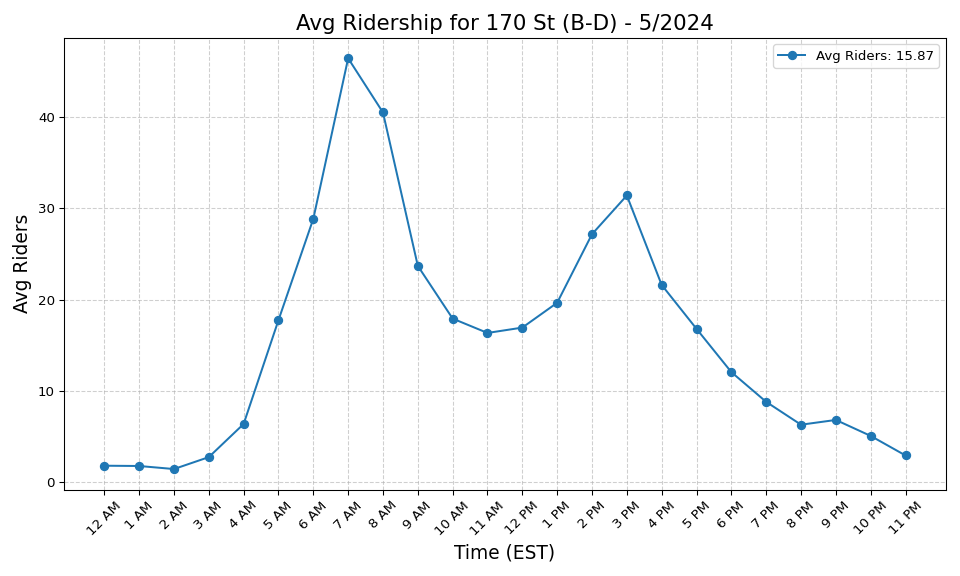 Avg Ridership for 170 St (B-D) - 5/2024
Avg Riders: 15.87
Avg Riders
40
30
20
10
0
12 AM 1 AM 2 AM 3 AM 4 AM 5 AM 6 AM 7 AM 8 AM 9 AM 10 AM 11 AM 12 PM 1 PM 2 PM 3 PM 4 PM 5 PM 6 PM 7 PM 8 PM 9 PM 10 PM 11 PM
Time (EST)